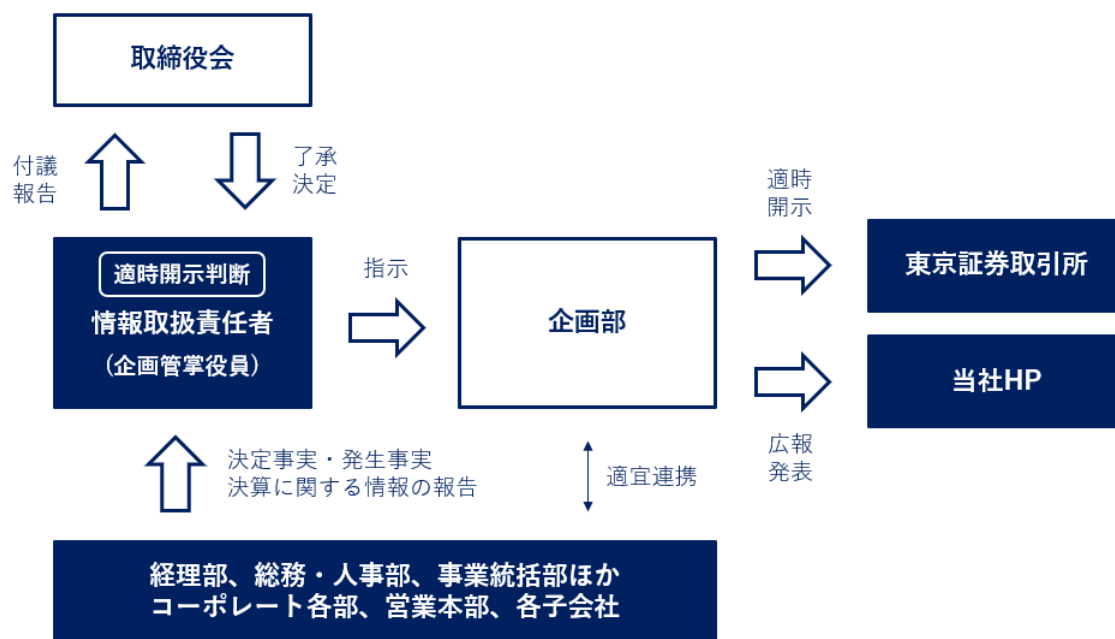 取締役会
付議
報告
了承
決定
適時開示判断
情報取扱責任者
(企画管掌役員)
指示
企画部
適時
開示
東京証券取引所
当社HP
広報
発表
決定事実・発生事実
決算に関する情報の報告
適宜連携
経理部、総務・人事部、事業統括部ほか
コーポレート各部、営業本部、各子会社